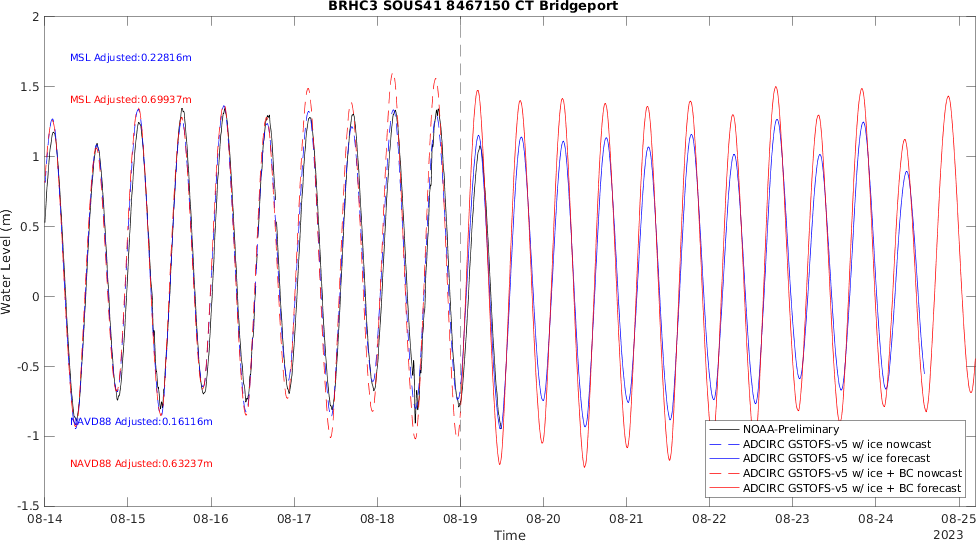 BRHC3 SOUS41 8467150 CT Bridgeport
2
1.5
1
0.5
0
-0.5
-1
-1.5
Water Level (m)
MSL Adjusted:0.22816m
MSL Adjusted:0.69937m
NAVD88 Adjusted:0.16116m
NAVD88 Adjusted:0.63237m
NOAA-Preliminary
ADCIRC GSTOFS-v5 w/ ice nowcast
ADCIRC GSTOFS-v5 w/ ice forecast
ADCIRC GSTOFS-v5 w/ ice + BC nowcast
ADCIRC GSTOFS-v5 w/ ice + BC forecast
08-14 08-15 08-16 08-17 08-18 08-19 08-20 08-21 08-22 08-23 08-24 08-25
Time
2023